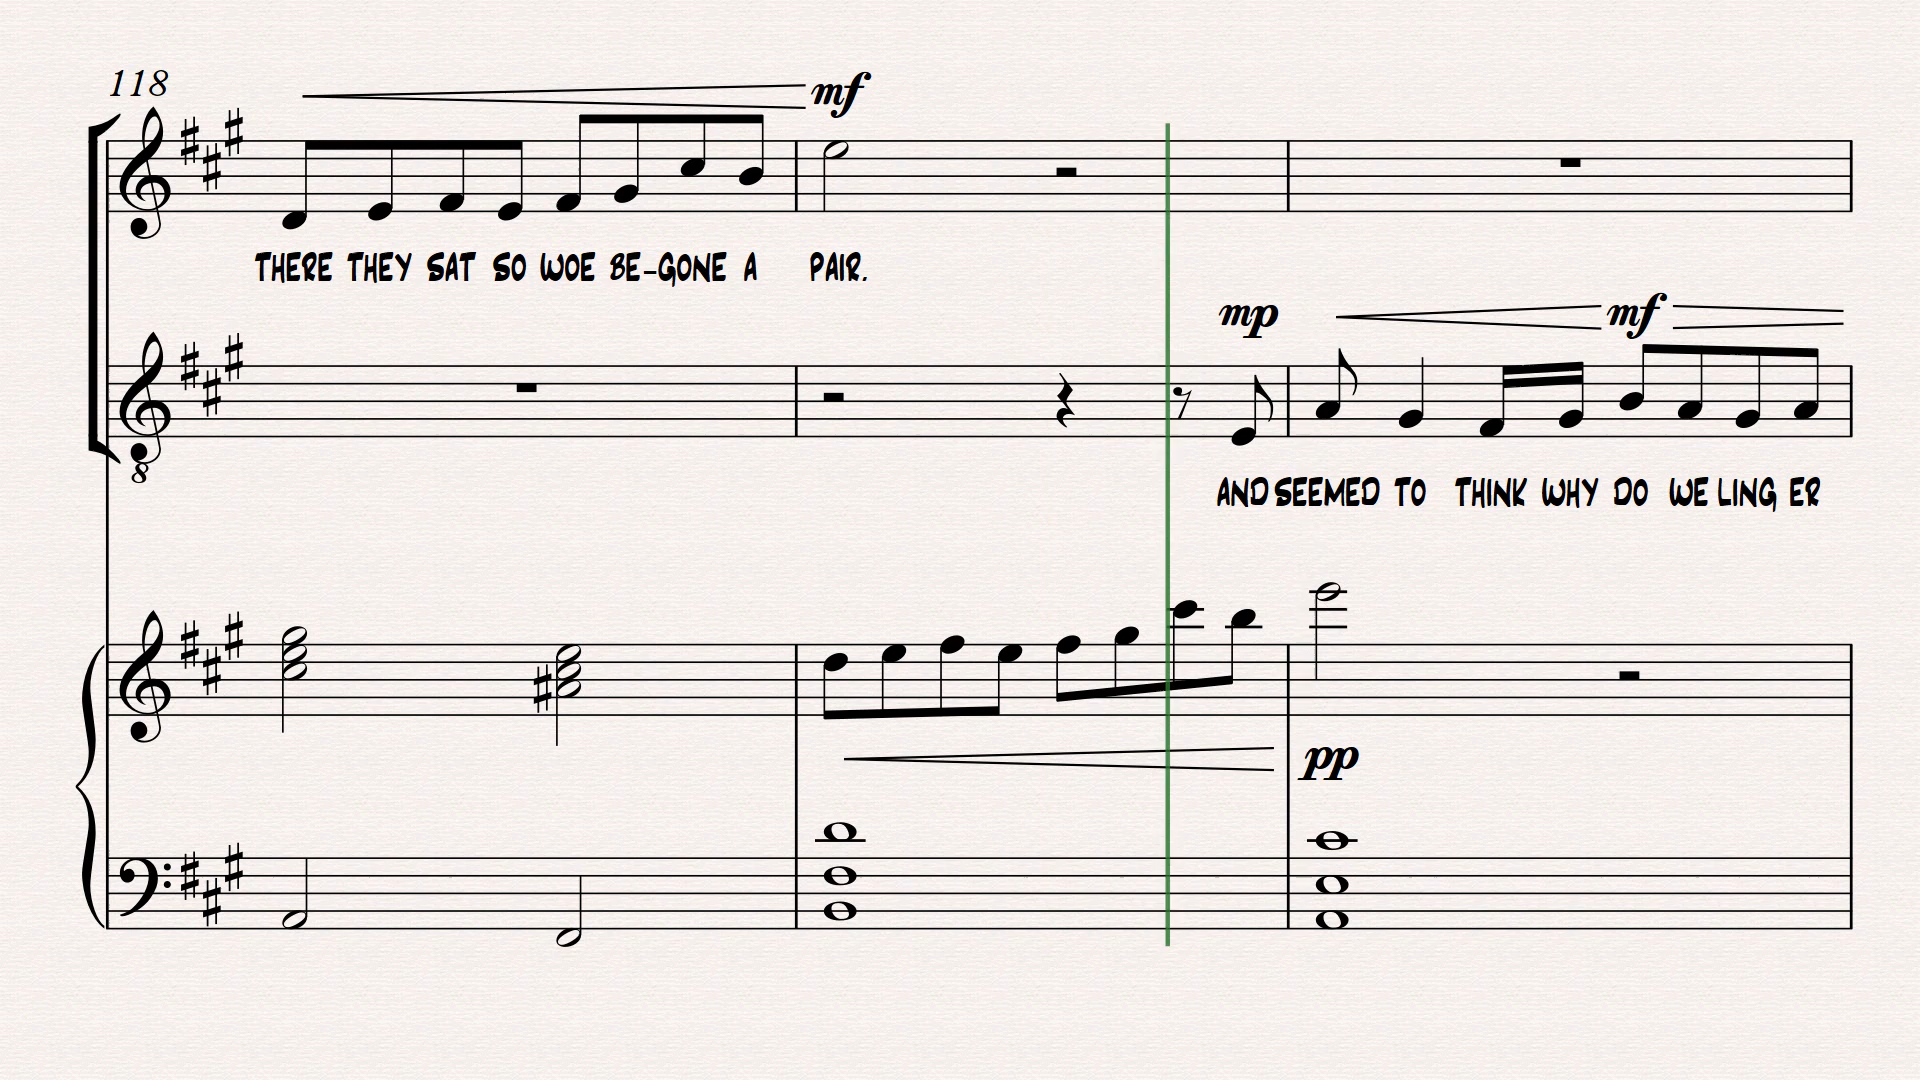 118
mf
THERE THEY SAT SO WOE BE-GONE A PAIR.
mp mf
8
AND SEEMED TO THINK WHY DO WE LING ER
pp